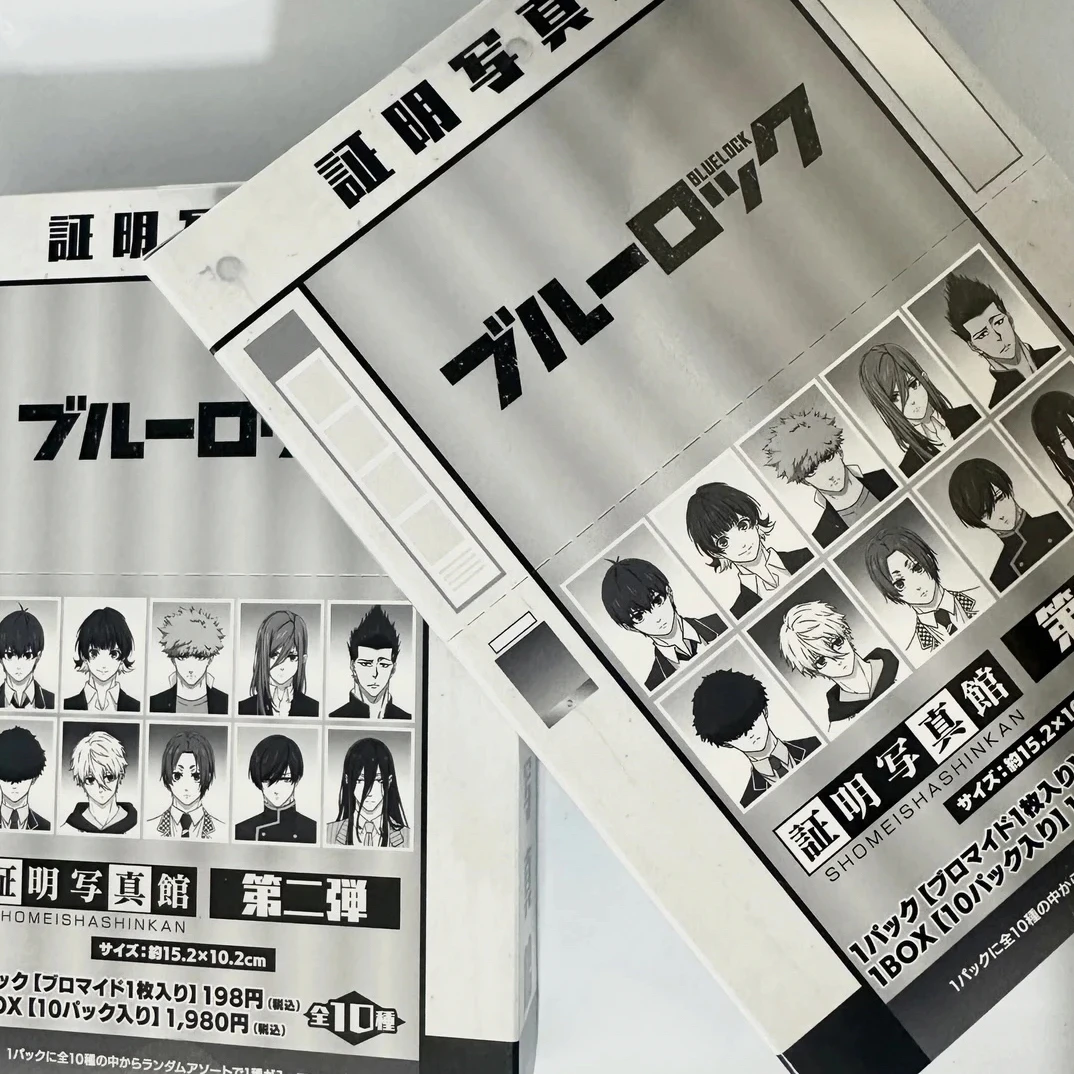 証明写真
BLUELOCK
ブルーロック
証明写真館
SHOMEISHASHINKAN
第
サイズ:約15.2×10
1パック【ブロマイド1枚入り】
1BOX【10パック入り】1
1パックに全10種の中から
証明
ブルーロ
証明写真館
第二弾
HOMEISHASHINKAN
サイズ:約15.2×10.2cm
ック【ブロマイド1枚入り】198円(税込)
OX【10パック入り】1,980円(税込)
全10種
1パックに全10種の中からランダムアソートで1種が